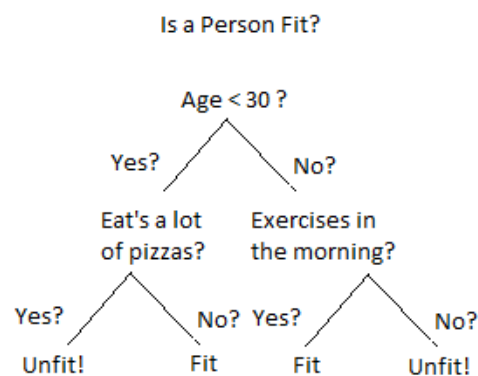 Is a Person Fit?
Age < 30 ?
Yes?
No?
Eat's a lot
of pizzas?
Exercises in
the morning?
Yes?
No?
Yes?
No?
Unfit!
Fit
Fit
Unfit!